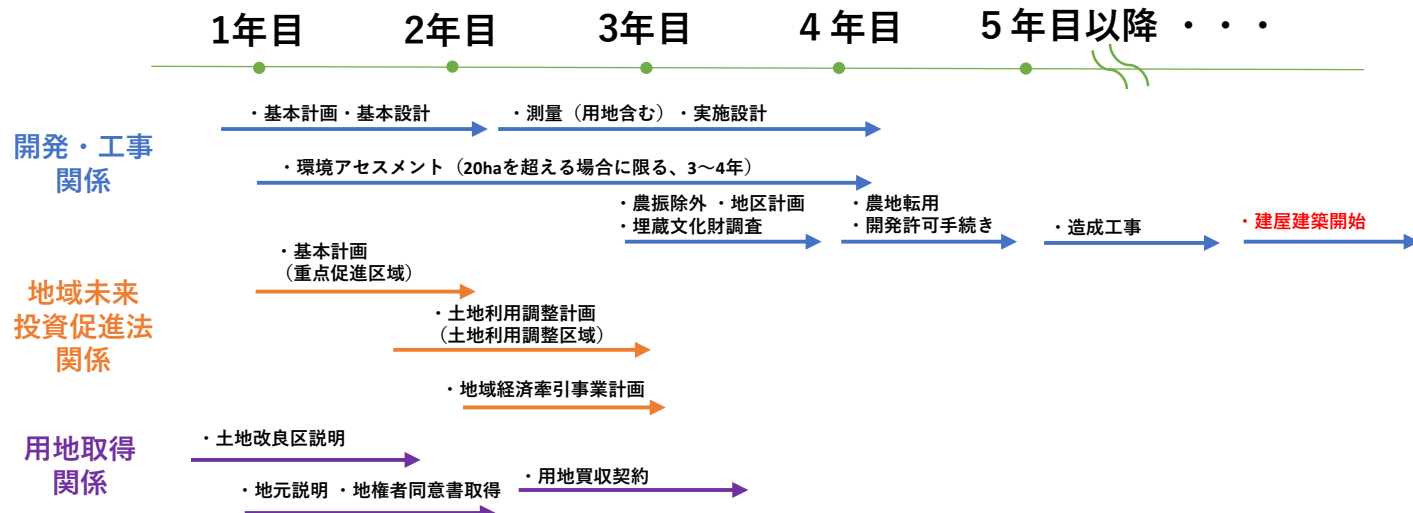 1年目
2年目
3年目
４年目
５年目以降 ・・・
開発・工事
関係
・基本計画・基本設計
・測量（用地含む）・実施設計
・環境アセスメント（20haを超える場合に限る、3～4年）
・農振除外 ・地区計画
・埋蔵文化財調査
・農地転用
・開発許可手続き
・造成工事
・建屋建築開始
地域未来
投資促進法
関係
・基本計画
（重点促進区域）
・土地利用調整計画
（土地利用調整区域）
・地域経済牽引事業計画
用地取得
関係
・土地改良区説明
・地元説明 ・地権者同意書取得
・用地買収契約